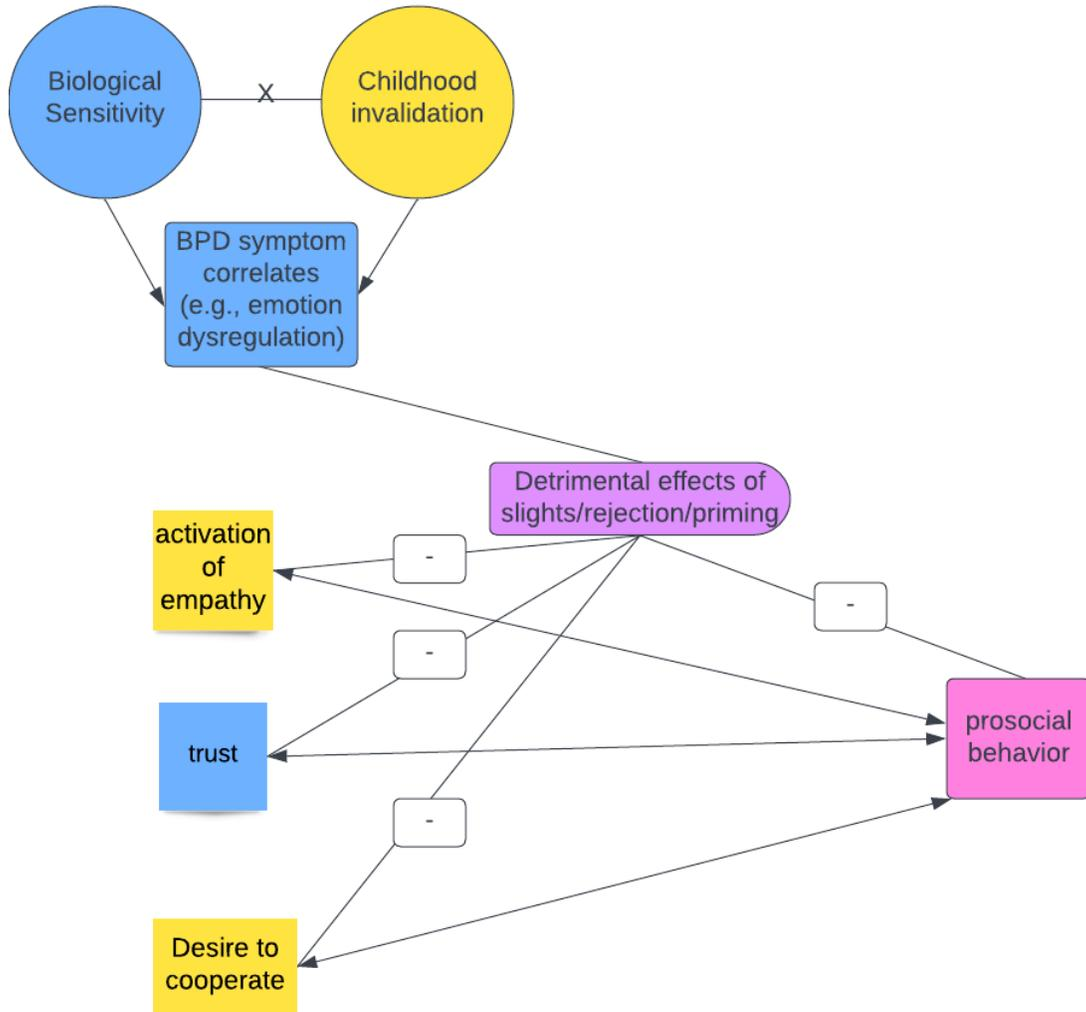 Biological
Sensitivity
X
Childhood
invalidation
BPD symptom
correlates
(e.g., emotion
dysregulation)
Detrimental effects of
slights/rejection/priming
activation
of
empathy
-
-
-
trust
prosocial
behavior
-
Desire to
cooperate